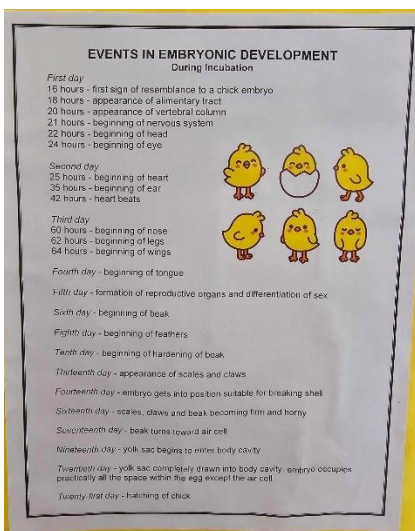 EVENTS IN EMBRYONIC DEVELOPMENT
During Incubation
First day
16 hours - first sign of resemblance to a chick embryo
18 hours - appearance of alimentary tract
20 hours - appearance of vertebral column
21 hours - beginning of nervous system
22 hours - beginning of head
24 hours - beginning of eye
Second day
25 hours - beginning of heart
35 hours - beginning of ear
42 hours - heart beats
Third day
60 hours - beginning of nose
62 hours - beginning of legs
64 hours - beginning of wings
Fourth day - beginning of tongue
Fifth day - formation of reproductive organs and differentiation of sex
Sixth day - beginning of beak
Eighth day - beginning of feathers
Tenth day - beginning of hardening of beak
Thirteenth day - appearance of scales and claws
Fourteenth day - embryo gets into position suitable for breaking shell
Sixteenth day - scales, claws and beak becoming firm and horny
Seventeenth day - beak turns toward air cell
Nineteenth day - yolk sac begins to enter body cavity
Twentieth day - yolk sac completely drawn into body cavity, embryo occupies
practically all the space within the egg except the air cell
Twenty-first day - hatching of chick